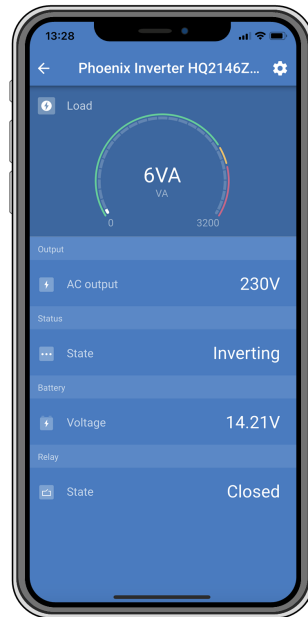 13:28
Phoenix Inverter HQ2146Z...
Load
6VA
VA
0 3200
Output
AC output 230V
Status
State Inverting
Battery
Voltage 14.21V
Relay
State Closed